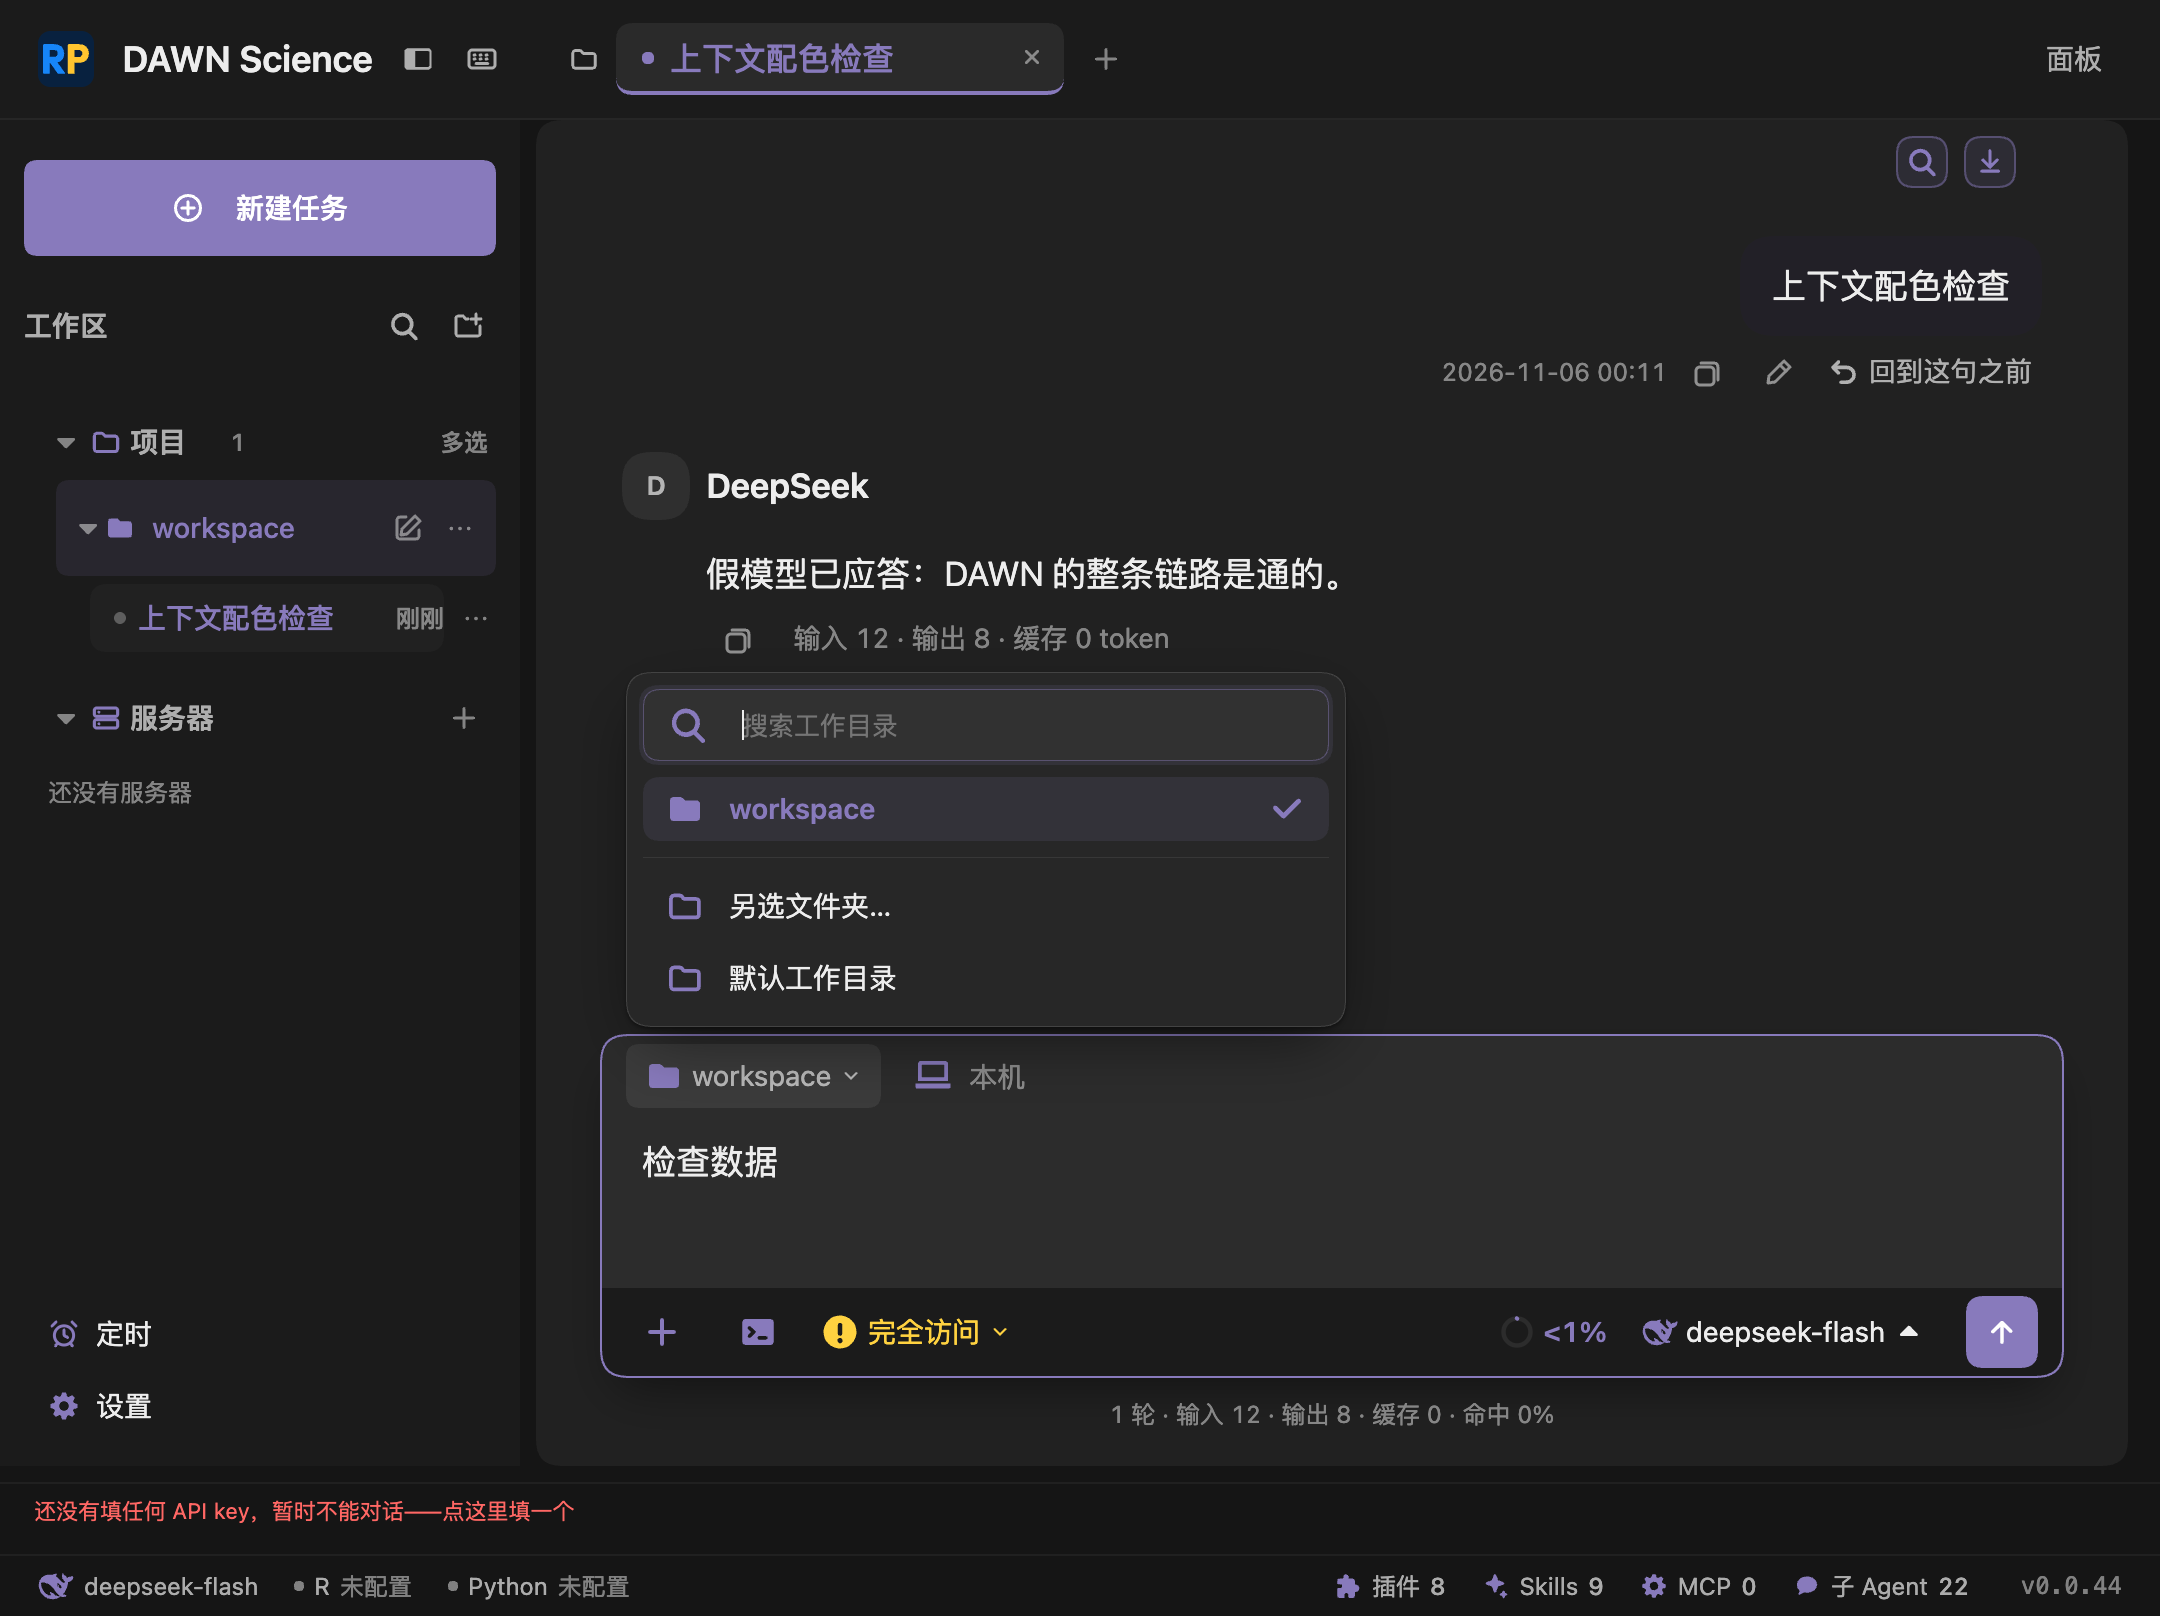 RP DAWN Science
上下文配色检查
面板
新建任务
工作区
项目 1 多选
workspace
上下文配色检查 刚刚
服务器
还没有服务器
定时
设置
上下文配色检查
2026-11-06 00:11 回到这句之前
D DeepSeek
假模型已应答：DAWN 的整条链路是通的。
输入 12 · 输出 8 · 缓存 0 token
搜索工作目录
workspace
另选文件夹...
默认工作目录
workspace 本机
检查数据
完全访问 <1% deepseek-flash
1 轮 · 输入 12 · 输出 8 · 缓存 0 · 命中 0%
还没有填任何 API key，暂时不能对话——点这里填一个
deepseek-flash R 未配置 Python 未配置 插件 8 Skills 9 MCP 0 子 Agent 22 v0.0.44